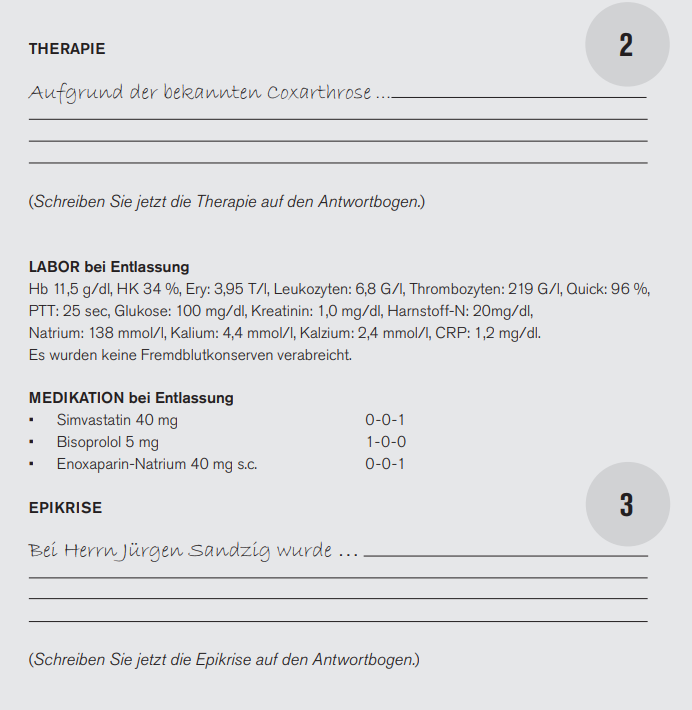 2
THERAPIE
Aufgrund der bekannten Coxarthrose ...
(Schreiben Sie jetzt die Therapie auf den Antwortbogen.)
LABOR bei Entlassung
Hb 11,5 g/dl, HK 34 %, Ery: 3,95 T/l, Leukozyten: 6,8 G/l, Thrombozyten: 219 G/l, Quick: 96 %,
PTT: 25 sec, Glukose: 100 mg/dl, Kreatinin: 1,0 mg/dl, Harnstoff-N: 20mg/dl,
Natrium: 138 mmol/l, Kalium: 4,4 mmol/l, Kalzium: 2,4 mmol/l, CRP: 1,2 mg/dl.
Es wurden keine Fremdblutkonserven verabreicht.
MEDIKATION bei Entlassung
▪ Simvastatin 40 mg 0-0-1
▪ Bisoprolol 5 mg 1-0-0
▪ Enoxaparin-Natrium 40 mg s.c. 0-0-1
3
EPIKRISE
Bei Herrn Jürgen Sandzig wurde ...
(Schreiben Sie jetzt die Epikrise auf den Antwortbogen.)